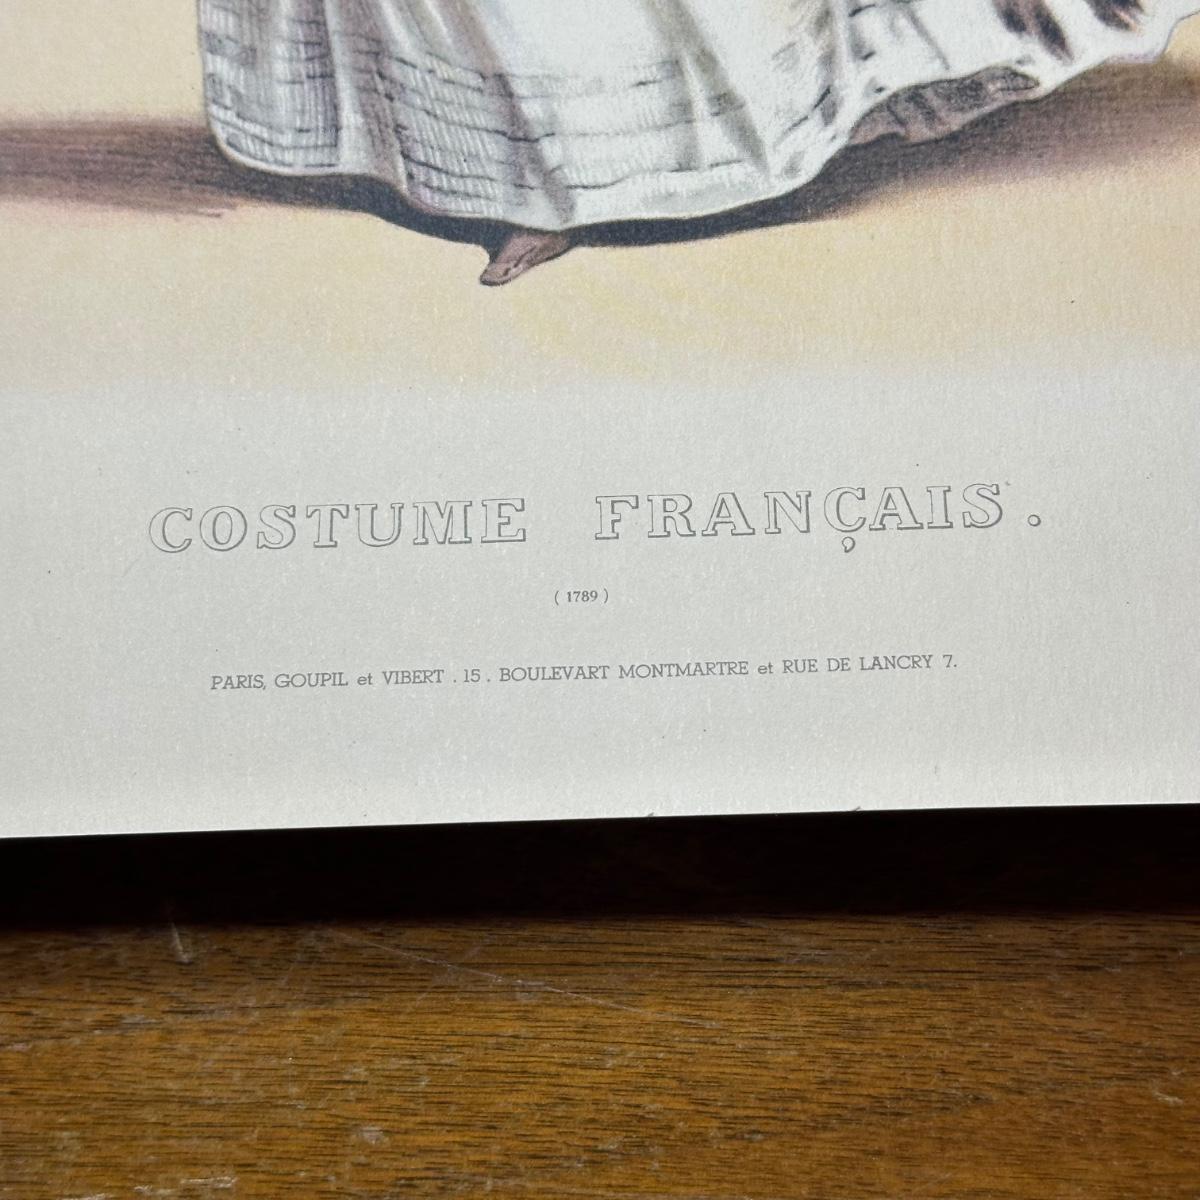 COSTUME FRANÇAIS .
( 1789 )
PARIS, GOUPIL et VIBERT . 15 . BOULEVART MONTMARTRE et RUE DE LANCRY 7.